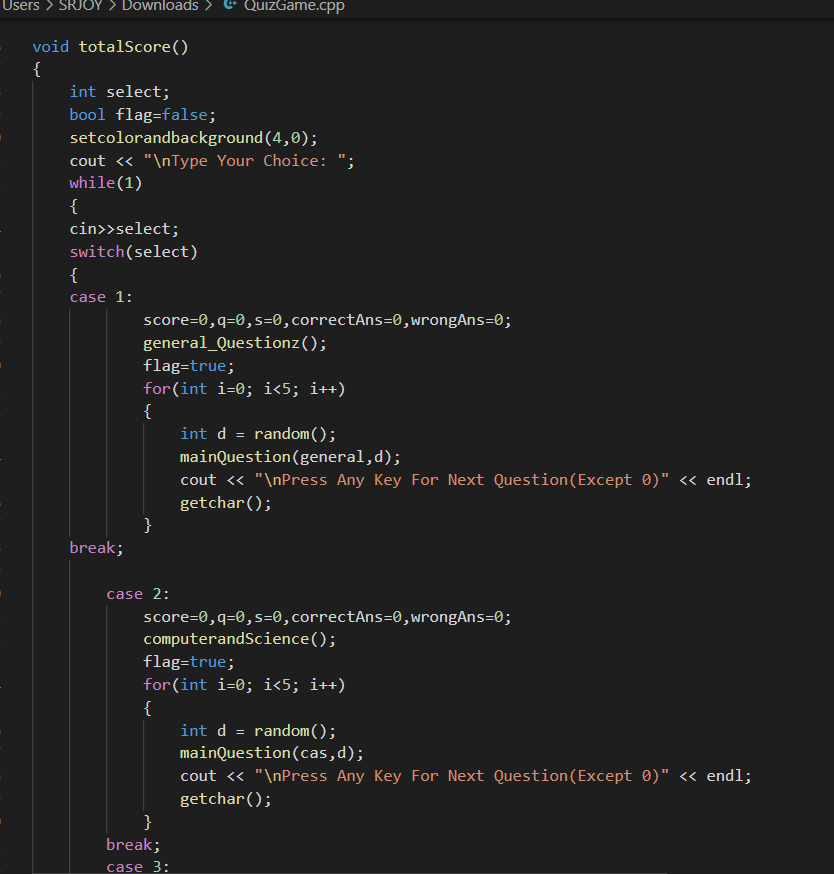 Users > SRJOY > Downloads > QuizGame.cpp
void totalScore()
{
    int select;
    bool flag=false;
    setcolorandbackground(4,0);
    cout << "\nType Your Choice: ";
    while(1)
    {
    cin>>select;
    switch(select)
    {
    case 1:
            score=0,q=0,s=0,correctAns=0,wrongAns=0;
            general_Questionz();
            flag=true;
            for(int i=0; i<5; i++)
            {
                int d = random();
                mainQuestion(general,d);
                cout << "\nPress Any Key For Next Question(Except 0)" << endl;
                getchar();
            }
    break;
        case 2:
            score=0,q=0,s=0,correctAns=0,wrongAns=0;
            computerandScience();
            flag=true;
            for(int i=0; i<5; i++)
            {
                int d = random();
                mainQuestion(cas,d);
                cout << "\nPress Any Key For Next Question(Except 0)" << endl;
                getchar();
            }
        break;
        case 3: